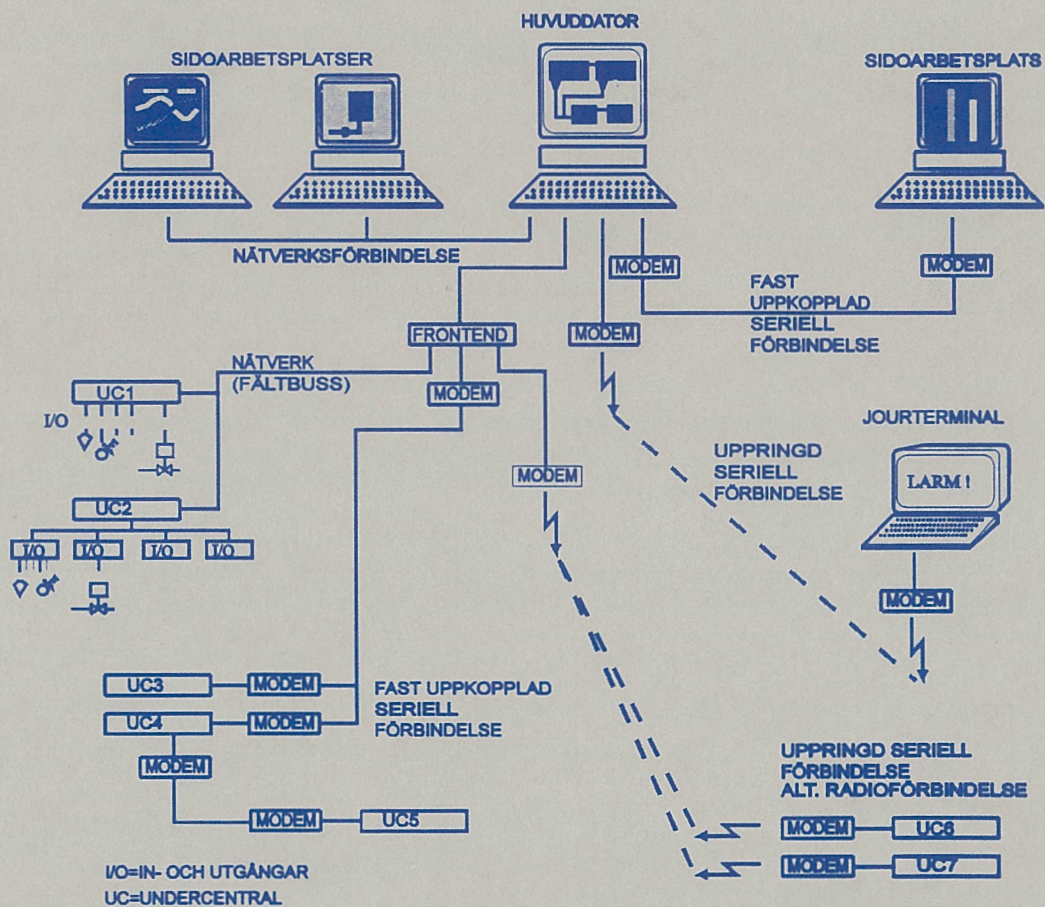 HUVUDDATOR
SIDOARBETSPLATSER
SIDOARBETSPLATS
NÄTVERKSFÖRBINDELSE
MODEM
MODEM
FAST
UPPKOPPLAD
SERIELL
FÖRBINDELSE
FRONTEND
MODEM
NÄTVERK
(FÄLTBUSS)
MODEM
UC1
I/O
JOURTERMINAL
UPPRINGD
SERIELL
FÖRBINDELSE
LARM !
MODEM
UC2
I/O
I/O
I/O
I/O
MODEM
UC3
MODEM
FAST UPPKOPPLAD
SERIELL
FÖRBINDELSE
UC4
MODEM
MODEM
MODEM
UC5
UPPRINGD SERIELL
FÖRBINDELSE
ALT. RADIOFÖRBINDELSE
MODEM
UC6
MODEM
UC7
I/O=IN- OCH UTGÅNGAR
UC=UNDERCENTRAL